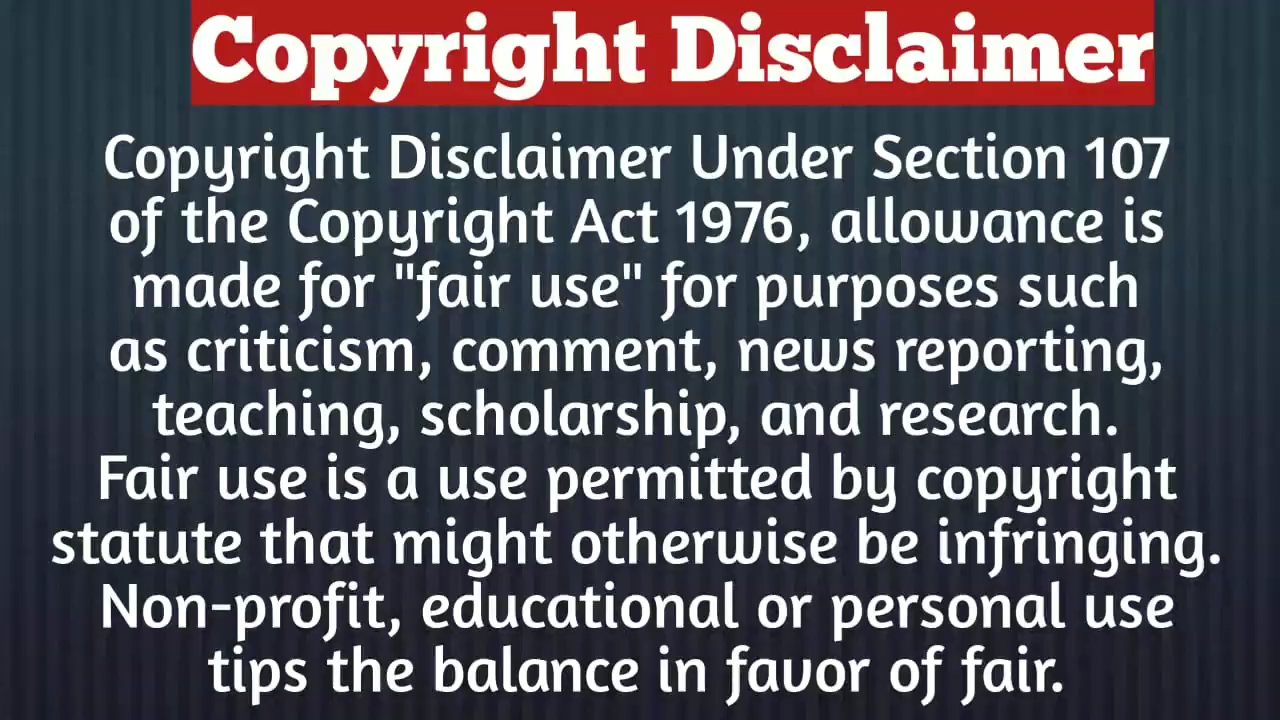 Copyright Disclaimer
Copyright Disclaimer Under Section 107
of the Copyright Act 1976, allowance is
made for "fair use" for purposes such
as criticism, comment, news reporting,
teaching, scholarship, and research.
Fair use is a use permitted by copyright
statute that might otherwise be infringing.
Non-profit, educational or personal use
tips the balance in favor of fair.